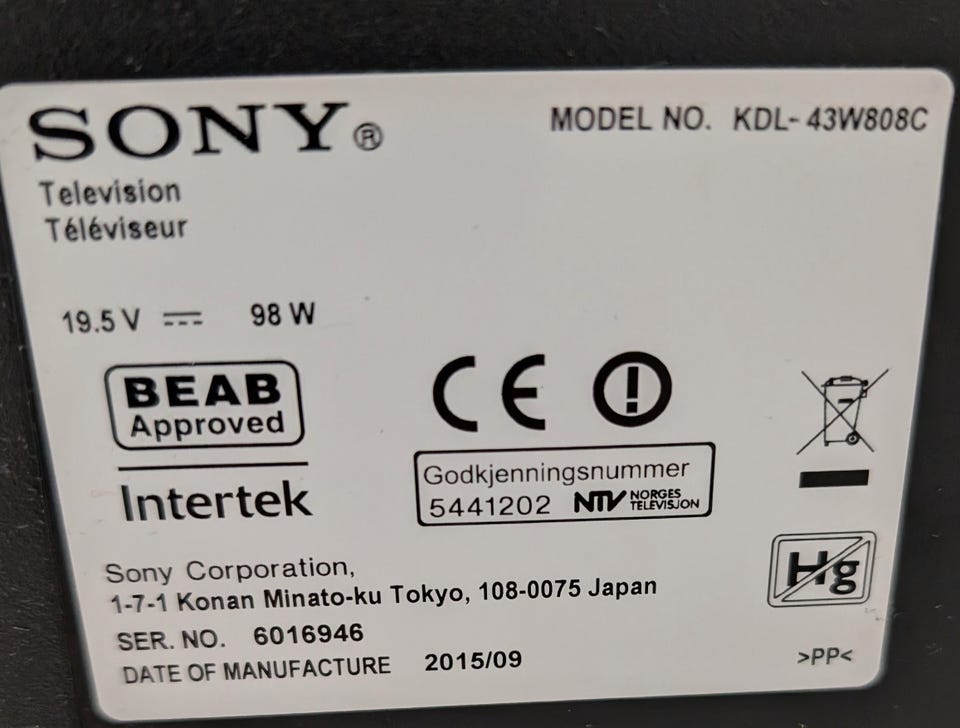 SONY®
MODEL NO. KDL-43W808C
Television
Téléviseur
19.5 V ⎓ 98 W
BEAB
Approved
Intertek
CE
Godkjenningsnummer
5441202 NTV NORGES
TELEVISJON
Hg
Sony Corporation,
1-7-1 Konan Minato-ku Tokyo, 108-0075 Japan
SER. NO. 6016946
DATE OF MANUFACTURE 2015/09
>PP<